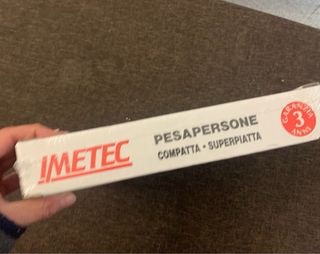 IMETEC
PESAPERSONE
COMPATTA • SUPERPIATTA
GARANZIA
3
ANNI